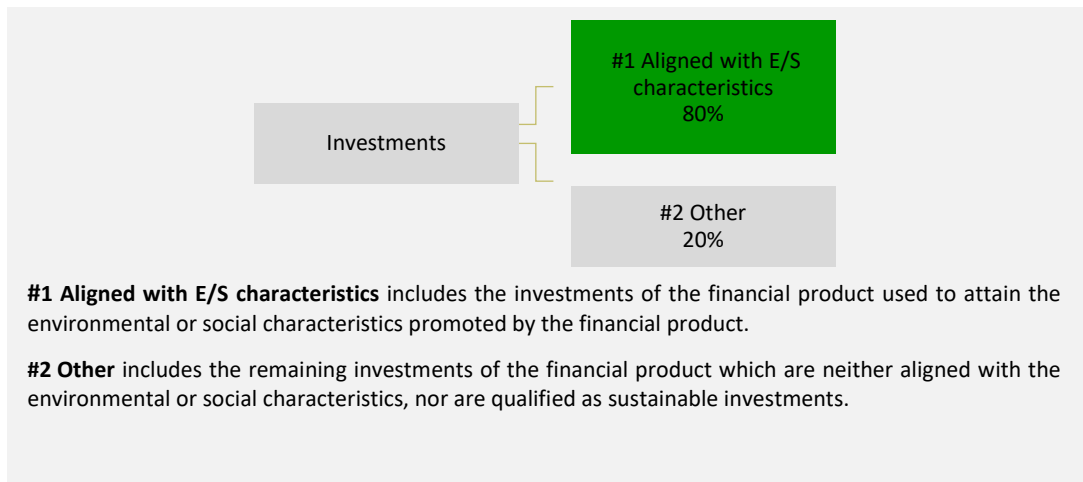 #1 Aligned with E/S
characteristics
80%
Investments
#2 Other
20%
#1 Aligned with E/S characteristics includes the investments of the financial product used to attain the
environmental or social characteristics promoted by the financial product.
#2 Other includes the remaining investments of the financial product which are neither aligned with the
environmental or social characteristics, nor are qualified as sustainable investments.